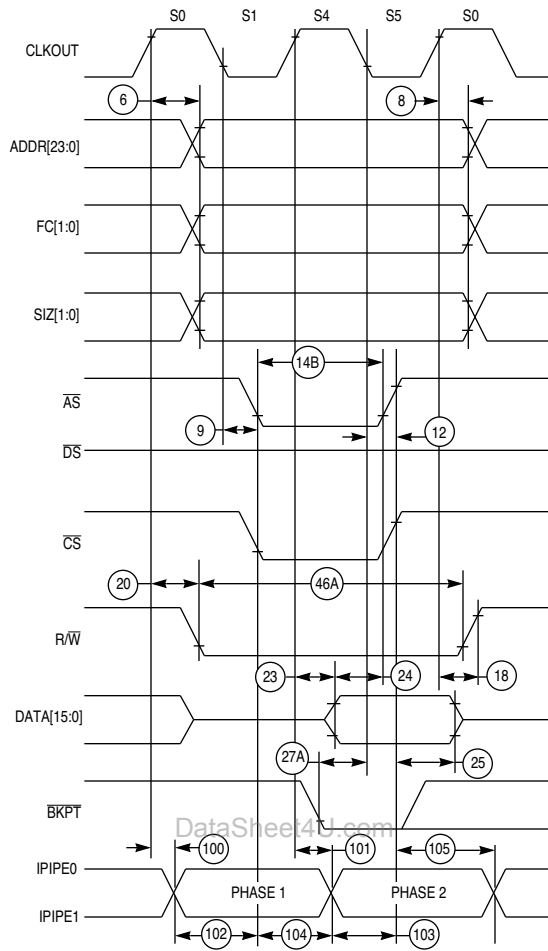 S0 S1 S4 S5 S0
CLKOUT
6 8
ADDR[23:0]
FC[1:0]
SIZ[1:0]
14B
AS
9 12
DS
CS
20 46A
R/W
23 24 18
DATA[15:0]
27A 25
BKPT
DataSheet4U.com
100 101 105
IPIPE0
PHASE 1 PHASE 2
IPIPE1
102 104 103